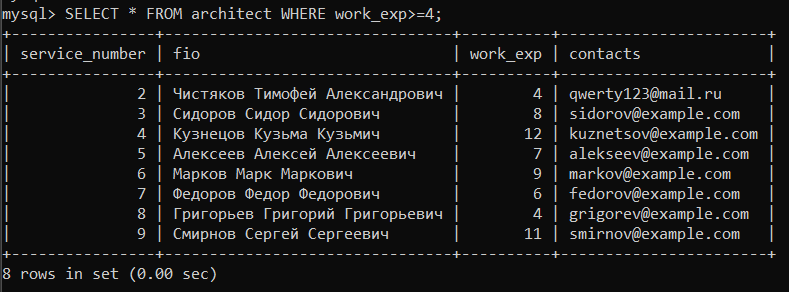 mysql> SELECT * FROM architect WHERE work_exp>=4;
+----------------+--------------------------------+----------+-----------------------+
| service_number | fio                            | work_exp | contacts              |
+----------------+--------------------------------+----------+-----------------------+
|              2 | Чистяков Тимофей Александрович |        4 | qwerty123@mail.ru     |
|              3 | Сидоров Сидор Сидорович        |        8 | sidorov@example.com   |
|              4 | Кузнецов Кузьма Кузьмич        |       12 | kuznetsov@example.com |
|              5 | Алексеев Алексей Алексеевич    |        7 | alekseev@example.com  |
|              6 | Марков Марк Маркович           |        9 | markov@example.com    |
|              7 | Федоров Федор Федорович        |        6 | fedorov@example.com   |
|              8 | Григорьев Григорий Григорьевич |        4 | grigorev@example.com  |
|              9 | Смирнов Сергей Сергеевич       |       11 | smirnov@example.com   |
+----------------+--------------------------------+----------+-----------------------+
8 rows in set (0.00 sec)